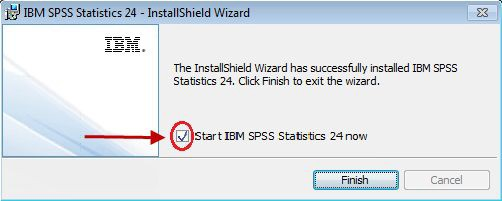 IBM SPSS Statistics 24 - InstallShield Wizard
IBM.
The InstallShield Wizard has successfully installed IBM SPSS
Statistics 24. Click Finish to exit the wizard.
Start IBM SPSS Statistics 24 now
Finish
Cancel